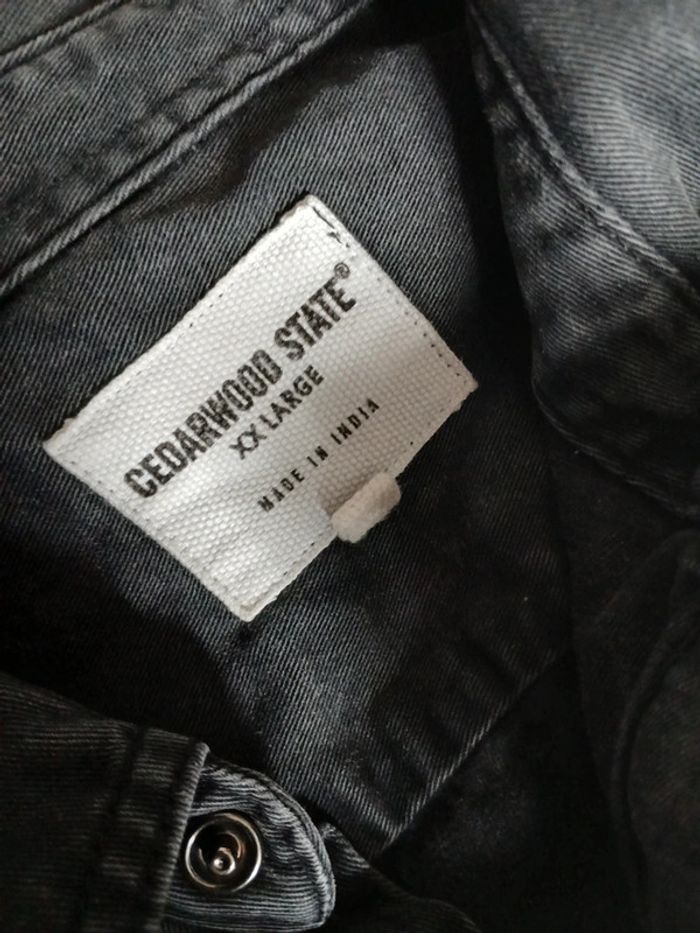 CEDARWOOD STATE®
XX LARGE
MADE IN INDIA